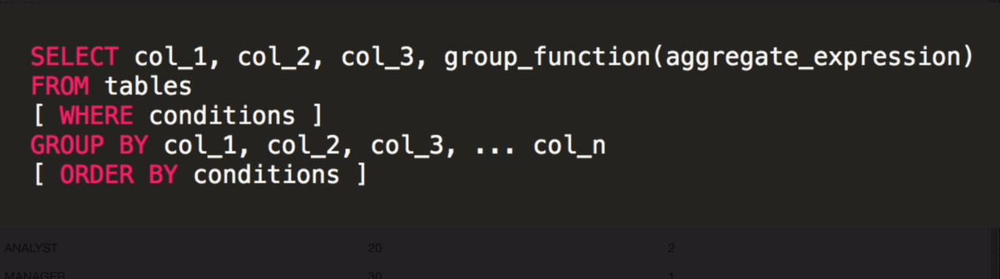 SELECT col_1, col_2, col_3, group_function(aggregate_expression)
FROM tables
[ WHERE conditions ]
GROUP BY col_1, col_2, col_3, ... col_n
[ ORDER BY conditions ]
ANALYST 20 2
MANAGER 30 1